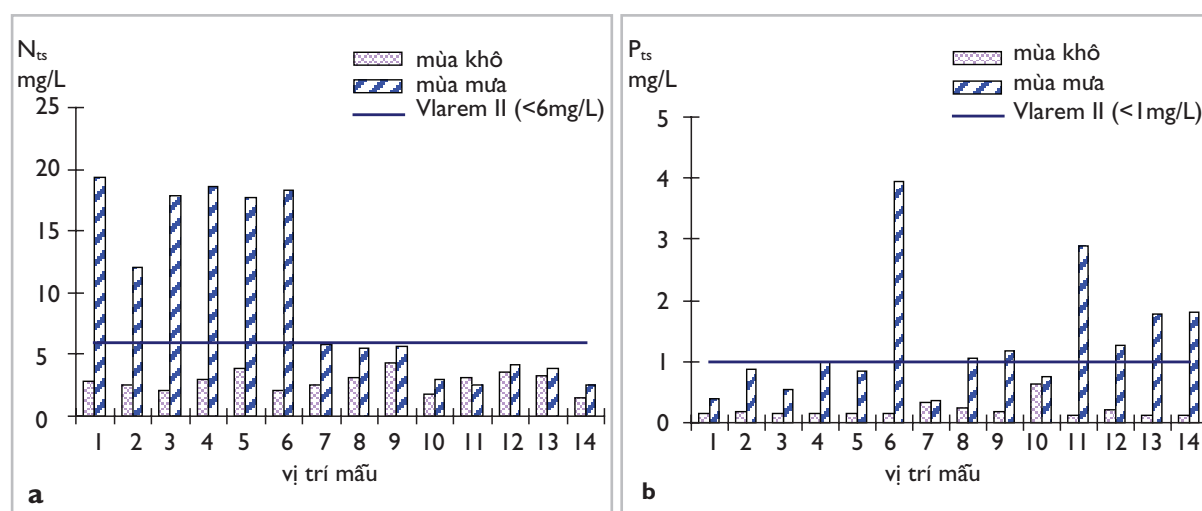 N_ts
mg/L
mùa khô
mùa mưa
Vlarem II (<6mg/L)
25
20
15
10
5
0
1 2 3 4 5 6 7 8 9 10 11 12 13 14
vị trí mẫu
a
P_ts
mg/L
mùa khô
mùa mưa
Vlarem II (<1mg/L)
5
4
3
2
1
0
1 2 3 4 5 6 7 8 9 10 11 12 13 14
vị trí mẫu
b